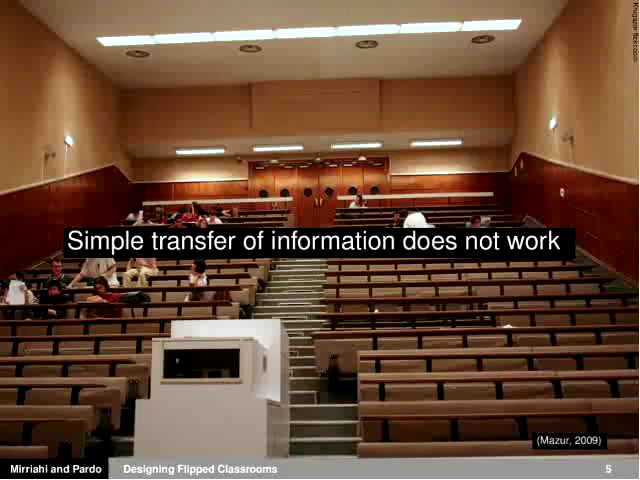 Simple transfer of information does not work
(Mazur, 2009)
Mirriahi and Pardo
Designing Flipped Classrooms
5